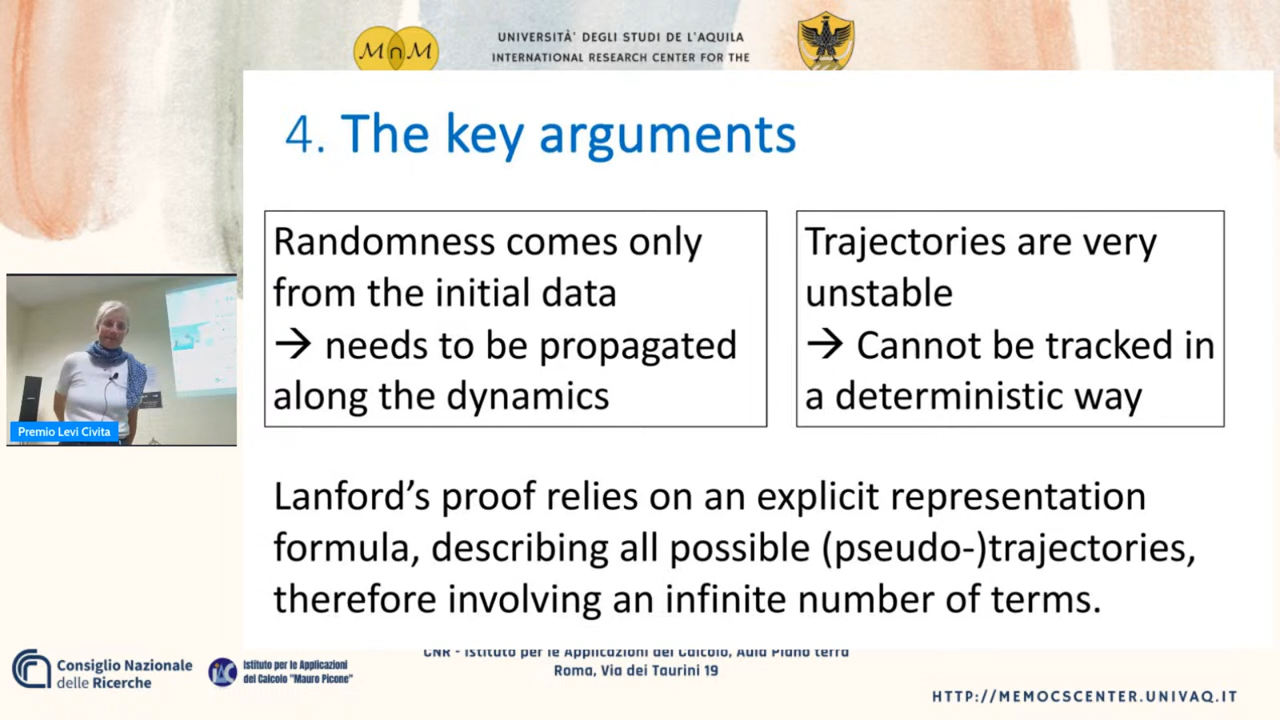 MnM
UNIVERSITÀ' DEGLI STUDI DE L'AQUILA
INTERNATIONAL RESEARCH CENTER FOR THE
4. The key arguments
Randomness comes only
from the initial data
→ needs to be propagated
along the dynamics
Trajectories are very
unstable
→ Cannot be tracked in
a deterministic way
Lanford’s proof relies on an explicit representation
formula, describing all possible (pseudo-)trajectories,
therefore involving an infinite number of terms.
Premio Levi Civita
Consiglio Nazionale
delle Ricerche
IAC
Istituto per le Applicazioni
del Calcolo "Mauro Picone"
CNR - Istituto per le Applicazioni del Calcolo, Aula Piano terra
Roma, Via dei Taurini 19
HTTP://MEMOCSCENTER.UNIVAQ.IT